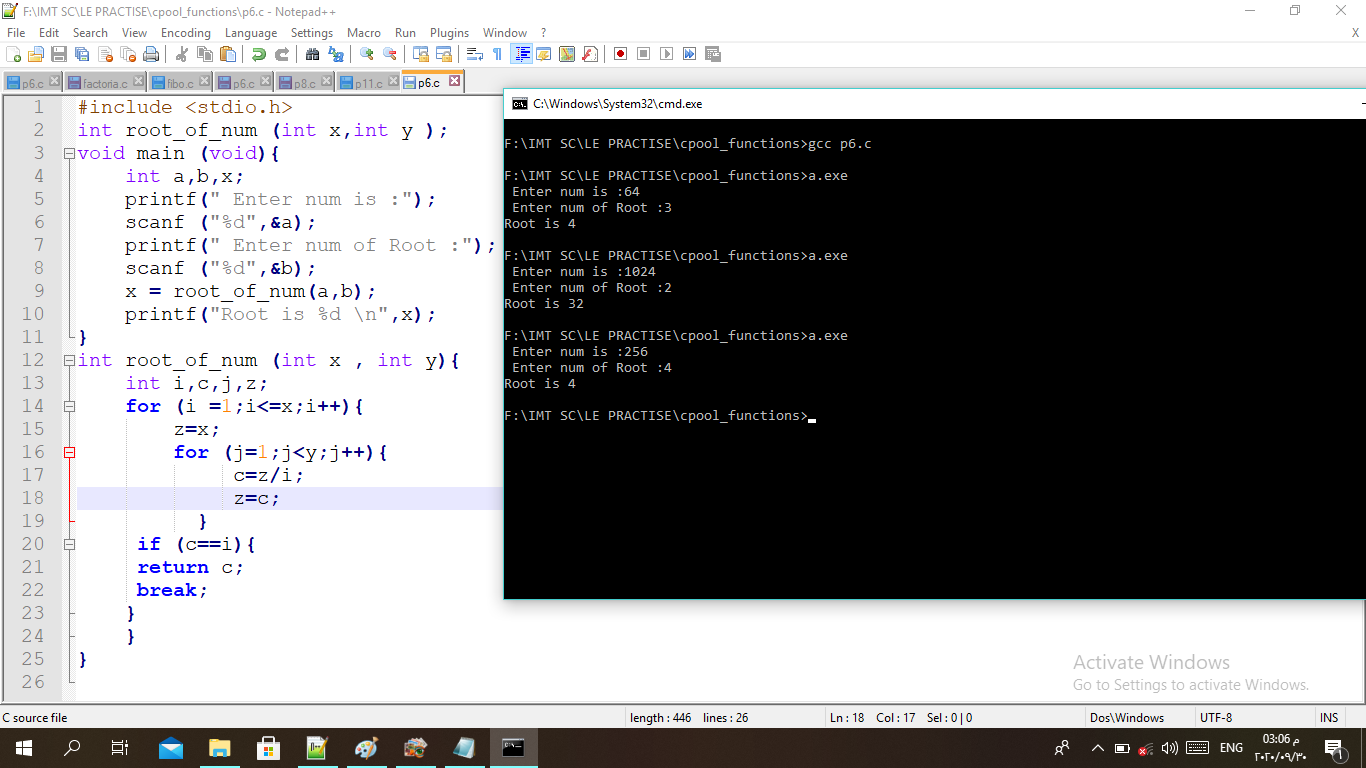 F:\IMT SC\LE PRACTISE\cpool_functions\p6.c - Notepad++
File Edit Search View Encoding Language Settings Macro Run Plugins Window ? X
p6.c factoria.c fibo.c p6.c p8.c p11.c p6.c
1 #include <stdio.h>
2 int root_of_num (int x,int y );
3 void main (void){
4 int a,b,x;
5 printf(" Enter num is :");
6 scanf ("%d",&a);
7 printf(" Enter num of Root :");
8 scanf ("%d",&b);
9 x = root_of_num(a,b);
10 printf("Root is %d \n",x);
11 }
12 int root_of_num (int x , int y){
13 int i,c,j,z;
14 for (i =1;i<=x;i++){
15 z=x;
16 for (j=1;j<y;j++){
17 c=z/i;
18 z=c;
19 }
20 if (c==i){
21 return c;
22 break;
23 }
24 }
25 }
26
C:\Windows\System32\cmd.exe
F:\IMT SC\LE PRACTISE\cpool_functions>gcc p6.c
F:\IMT SC\LE PRACTISE\cpool_functions>a.exe
Enter num is :64
Enter num of Root :3
Root is 4
F:\IMT SC\LE PRACTISE\cpool_functions>a.exe
Enter num is :1024
Enter num of Root :2
Root is 32
F:\IMT SC\LE PRACTISE\cpool_functions>a.exe
Enter num is :256
Enter num of Root :4
Root is 4
F:\IMT SC\LE PRACTISE\cpool_functions>
Activate Windows
Go to Settings to activate Windows.
C source file length : 446 lines : 26 Ln : 18 Col : 17 Sel : 0 | 0 Dos\Windows UTF-8 INS
ENG
03:06 م
٢٠٢٠/٠٩/٣٠
1